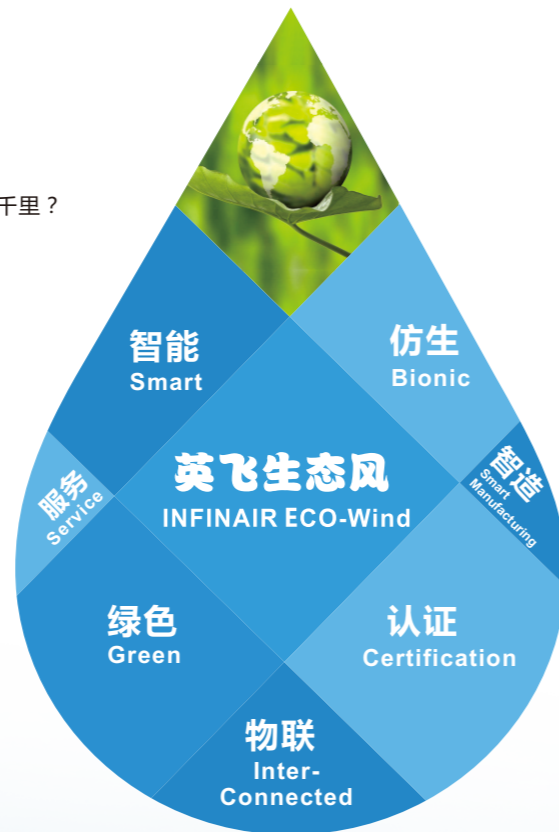 千里？
智能
Smart
仿生
Bionic
服务
Service
英飞生态风
INFINAIR ECO-Wind
智造
Smart
Manufacturing
绿色
Green
认证
Certification
物联
Inter-
Connected